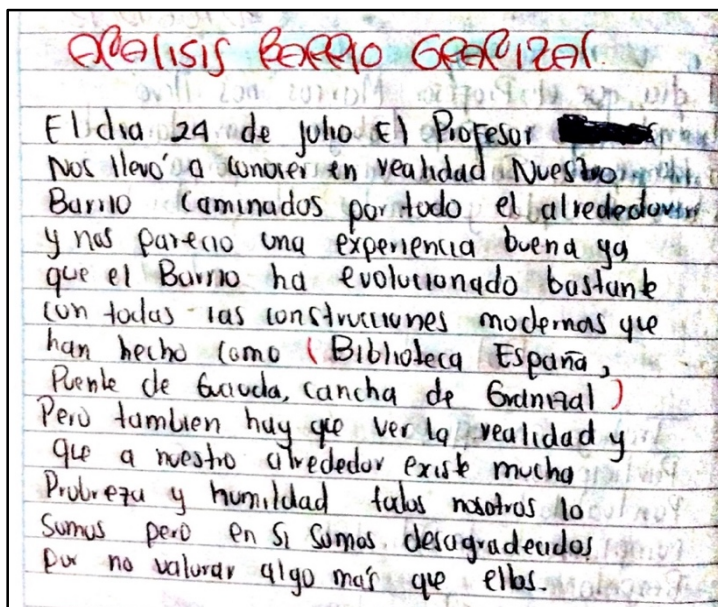 ANALISIS BARRIO GRANIZAL.
El dia 24 de julio El Profesor
Nos llevó a conocer en realidad Nuestro
Barrio Caminados por todo el alrededor
y nos parecio una experiencia buena ya
que el Barrio ha evolucionado bastante
con todas las construcciones modernas que
han hecho como (Biblioteca España,
Puente de Guauda, cancha de Granizal)
Pero tambien hay que ver la realidad y
que a nuestro alrededor existe mucha
Probreza y humildad todos nosotros lo
Somos pero en si somos desagradecidos
por no valorar algo más que ellos.